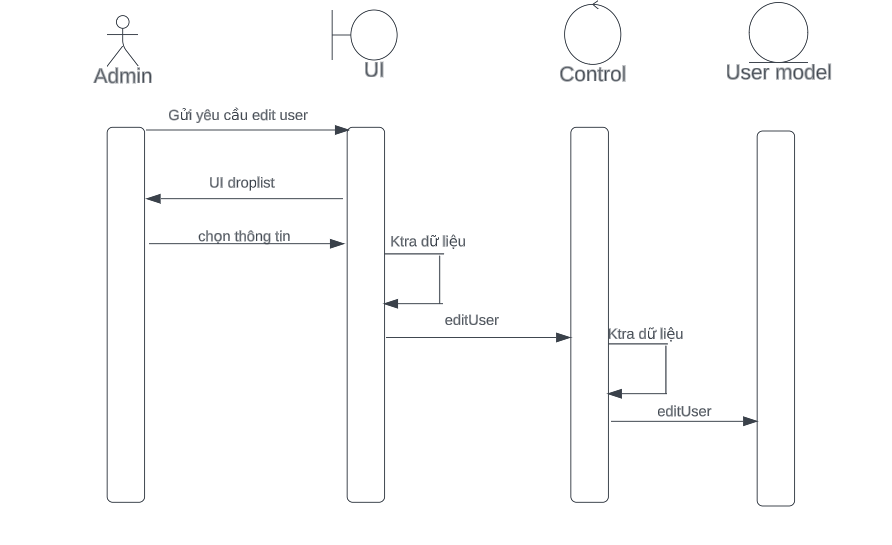 Admin
UI
Control
User model
Gửi yêu cầu edit user
UI droplist
chọn thông tin
Ktra dữ liệu
editUser
Ktra dữ liệu
editUser